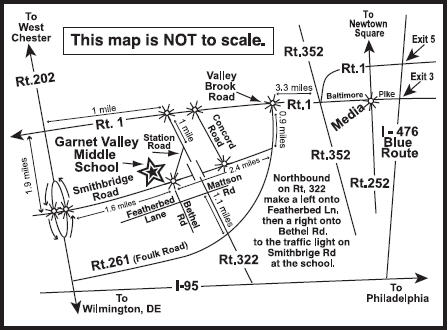 To
West
Chester
This map is NOT to scale.
To
Newtown
Square
Exit 5
Rt.352
Rt.1
Exit 3
Rt.202
Valley
Brook
Road
3.3 miles
Baltimore Pike
1 mile
Rt. 1
Rt.1
Media
Garnet Valley
Middle
School
Station
Road
1 mile
Concord
Road
0.9 miles
I - 476
Blue
Route
Rt.352
1.9 miles
Smithbridge
Road
2.4 miles
Mattson
Rd
Rt.252
1.6 miles
Featherbed
Lane
Bethel
Rd
1.1 miles
Northbound
on Rt, 322
make a left onto
Featherbed Ln,
then a right onto
Bethel Rd.
to the traffic light on
Smithbrige Rd
at the school.
Rt.261 (Foulk Road)
Rt.322
I-95
To
Wilmington, DE
To
Philadelphia